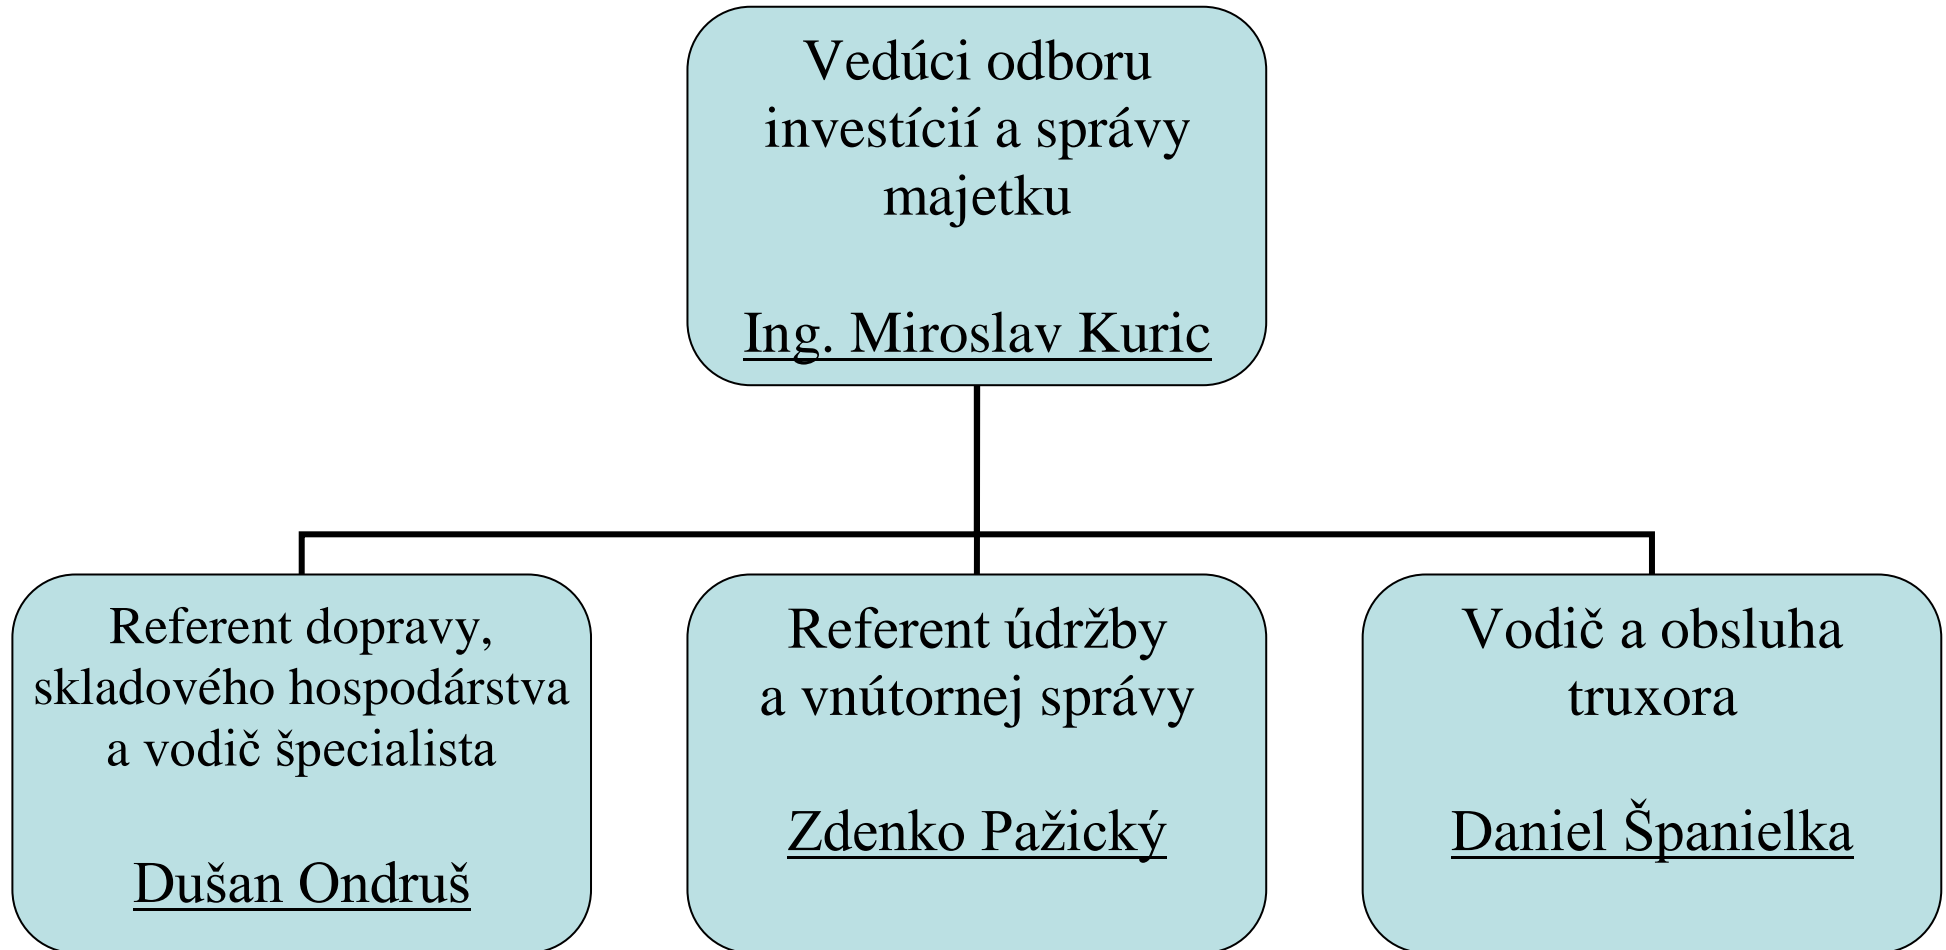 Vedúci odboru
investícií a správy
majetku
Ing. Miroslav Kuric
Referent dopravy,
skladového hospodárstva
a vodič špecialista
Dušan Ondruš
Referent údržby
a vnútornej správy
Zdenko Pažický
Vodič a obsluha
truxora
Daniel Španielka